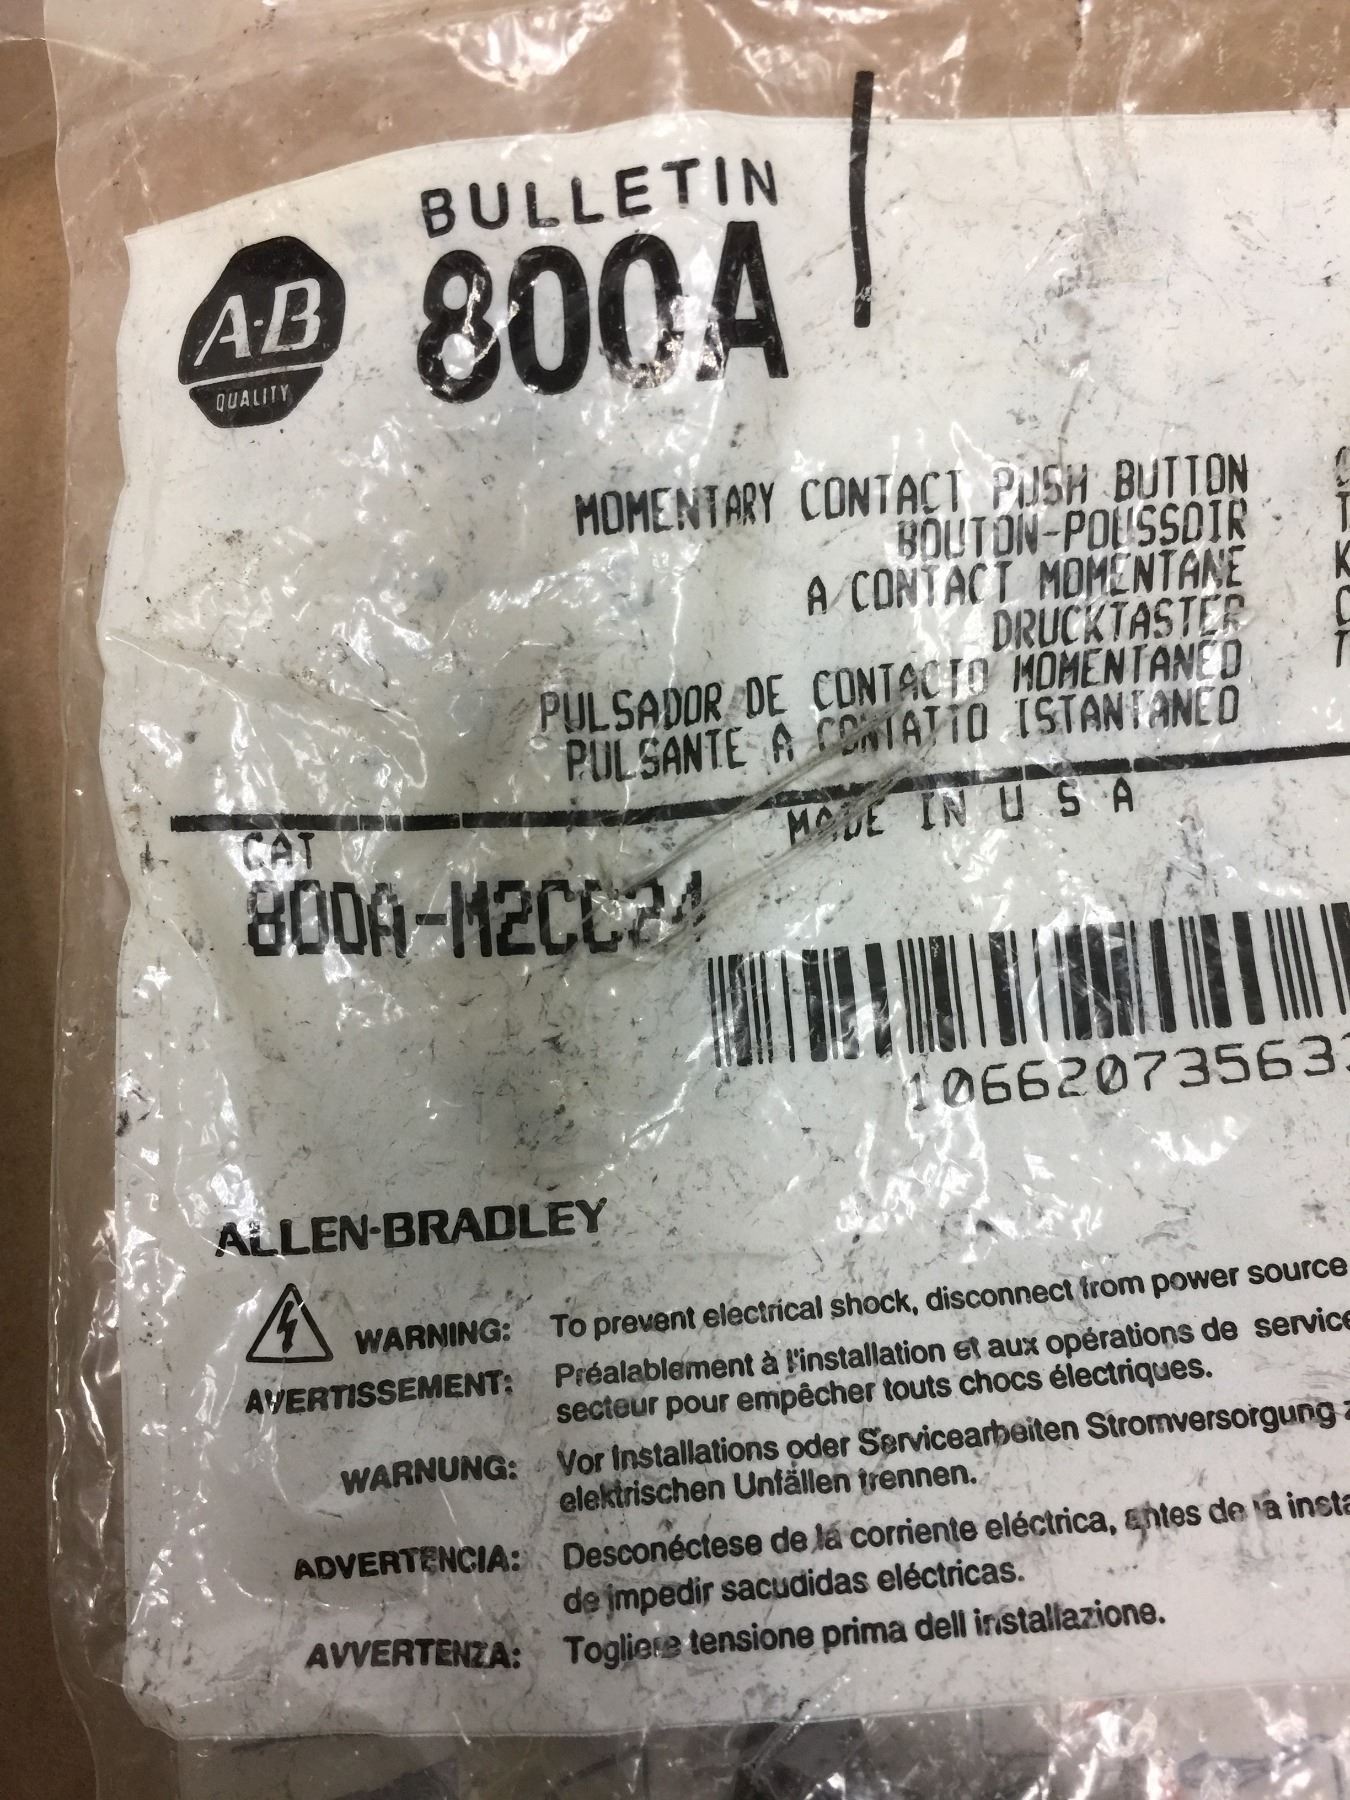 BULLETIN
800A
A-B
QUALITY
MOMENTARY CONTACT PUSH BUTTON
BOUTON-POUSSOIR
A CONTACT MOMENTANE
DRUCKTASTER
PULSADOR DE CONTACTO MOMENTANEO
PULSANTE A CONTATTO ISTANTANEO
MADE IN U S A
CAT
800A-M2CC24
10662073563
ALLEN-BRADLEY
WARNING: To prevent electrical shock, disconnect from power source
AVERTISSEMENT: Préalablement à l'installation et aux opérations de service
secteur pour empêcher touts chocs électriques.
WARNUNG: Vor Installations oder Servicearbeiten Stromversorgung z
elektrischen Unfällen trennen.
ADVERTENCIA: Desconéctese de la corriente eléctrica, antes de la insta
de impedir sacudidas eléctricas.
AVVERTENZA: Togliere tensione prima dell installazione.